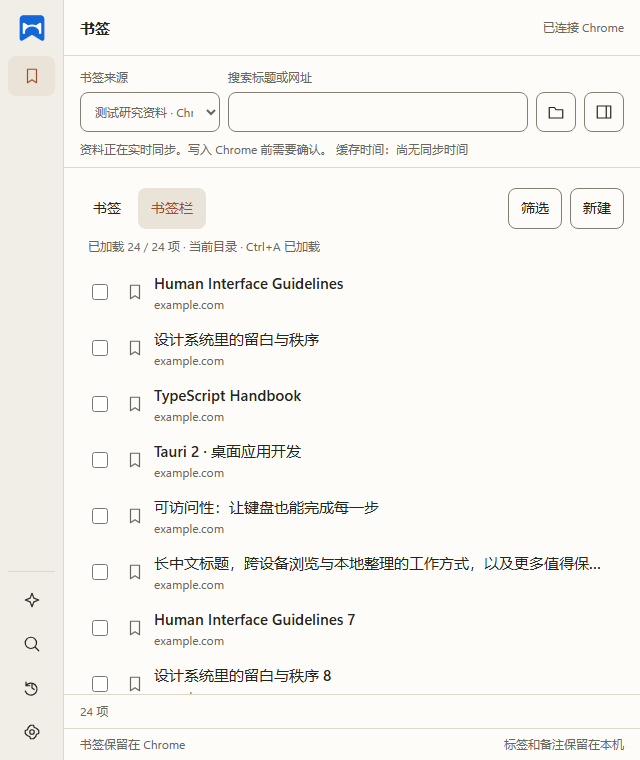 书签
已连接 Chrome
书签来源
搜索标题或网址
测试研究资料 · Chr
资料正在实时同步。写入 Chrome 前需要确认。 缓存时间：尚无同步时间
书签
书签栏
筛选
新建
已加载 24 / 24 项 · 当前目录 · Ctrl+A 已加载
Human Interface Guidelines
example.com
设计系统里的留白与秩序
example.com
TypeScript Handbook
example.com
Tauri 2 · 桌面应用开发
example.com
可访问性：让键盘也能完成每一步
example.com
长中文标题，跨设备浏览与本地整理的工作方式，以及更多值得保...
example.com
Human Interface Guidelines 7
example.com
设计系统里的留白与秩序 8
24 项
书签保留在 Chrome
标签和备注保留在本机